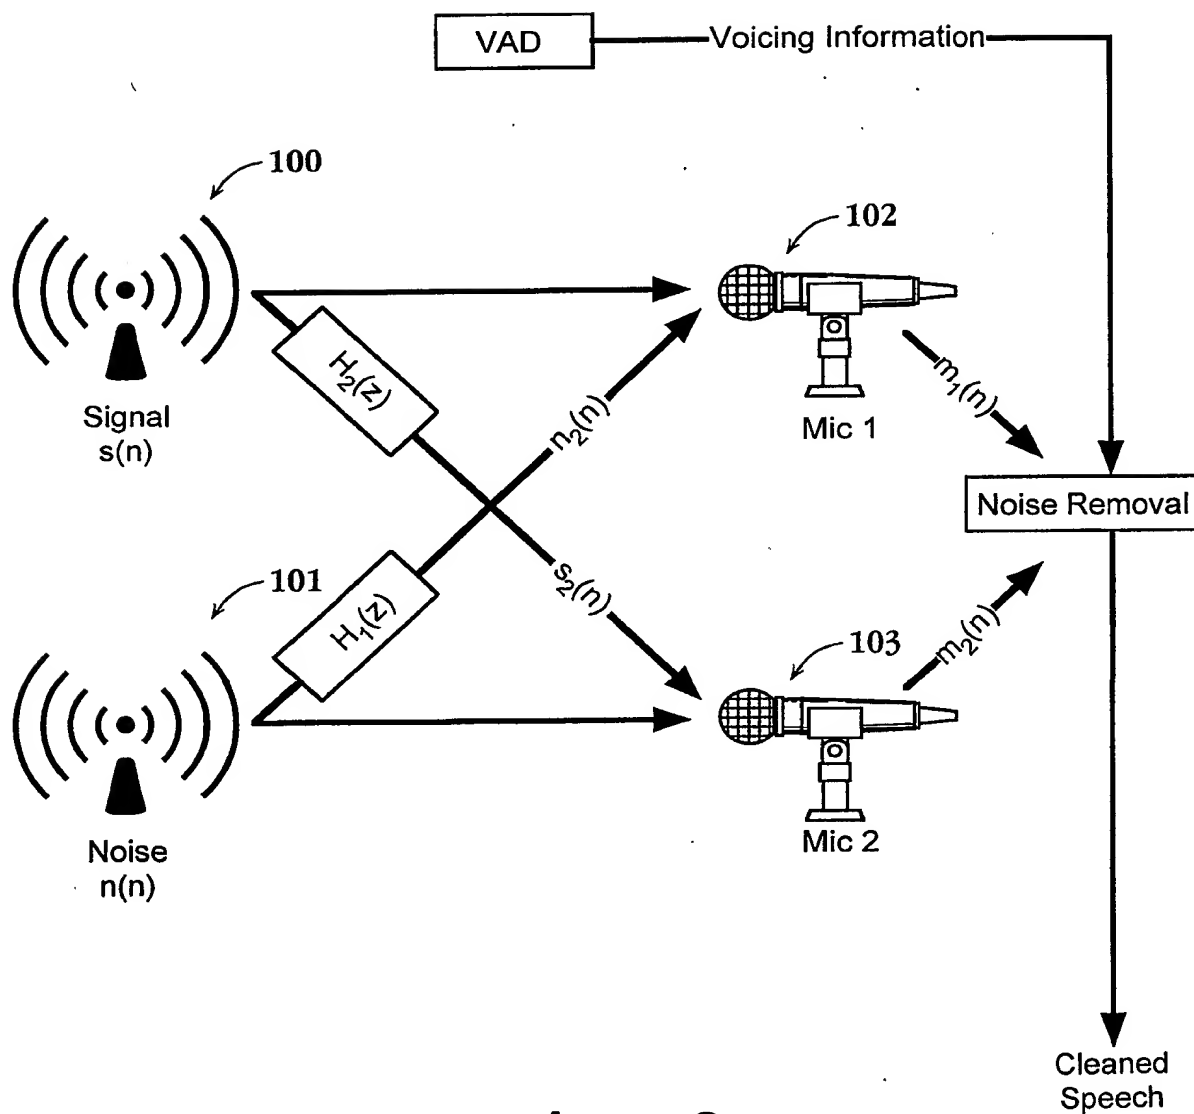 VAD
Voicing Information
100
102
H₂(z)
n₂(n)
m₁(n)
Signal
s(n)
Mic 1
Noise Removal
101
H₁(z)
s₂(n)
103
m₂(n)
Noise
n(n)
Mic 2
Cleaned
Speech